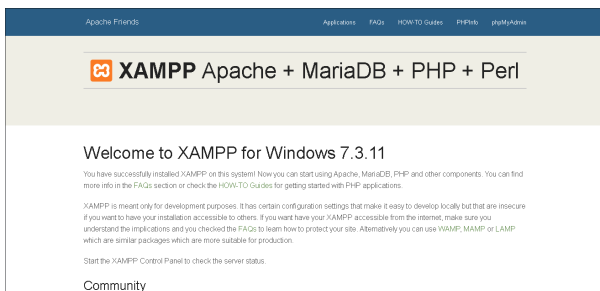 Apache Friends
Applications FAQs HOW-TO Guides PHPInfo phpMyAdmin
XAMPP Apache + MariaDB + PHP + Perl
Welcome to XAMPP for Windows 7.3.11
You have successfully installed XAMPP on this system! Now you can start using Apache, MariaDB, PHP and other components. You can
find more info in the FAQs section or check the HOW-TO Guides for getting started with PHP applications.
XAMPP is meant only for development purposes. It has certain configuration settings that make it easy to develop locally but that are insecure
if you want to have your installation accessible to others. If you want have your XAMPP accessible from the internet, make sure you
understand the implications and you checked the FAQs to learn how to protect your site. Alternatively you can use WAMP, MAMP or LAMP
which are similar packages which are more suitable for production.
Start the XAMPP Control Panel to check the server status.
Community